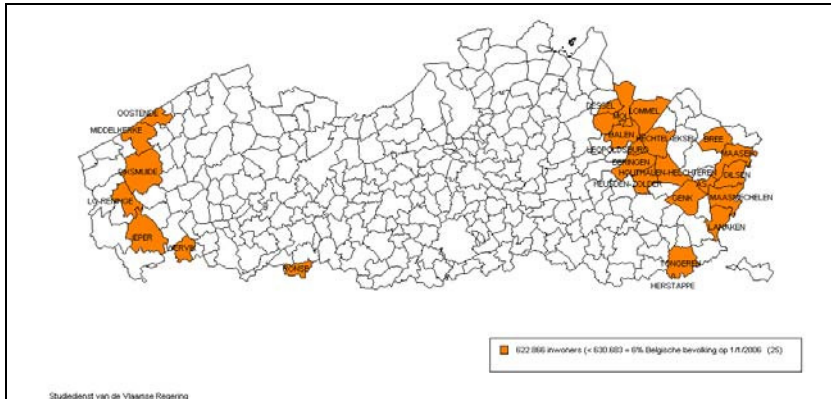 OOSTENDE
MIDDELKERKE
DIKSMUIDE
LO-RENINGE
IEPER
WERVIK
RONSE
DESSEL
MOL
LOMMEL
BALEN
HECHTEL-EKSEL
BREE
LEOPOLDSBURG
MAASEIK
BERINGEN
HOUTHALEN-HELCHTEREN
DILSEN
HEUSDEN-ZOLDER
AS
GENK
MAASMECHELEN
LANAKEN
TONGEREN
HERSTAPPE
622.866 inwoners (< 630.683 = 6% Belgische bevolking op 1/1/2006 (25)
Studiedienst van de Vlaamse Regering